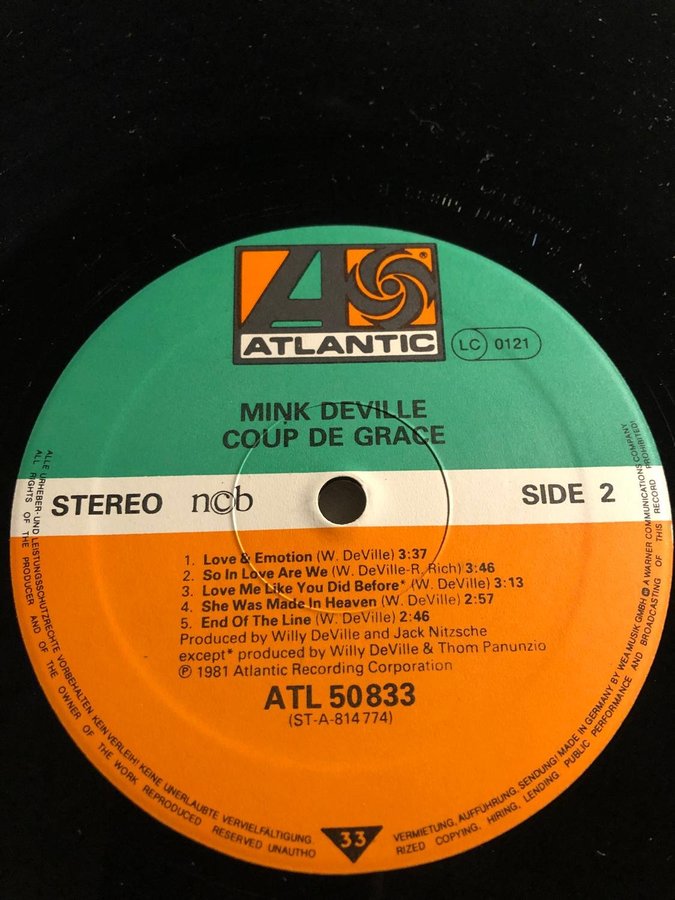 ATLANTIC
®
LC 0121
MINK DEVILLE
COUP DE GRACE
STEREO ncb SIDE 2
1. Love & Emotion (W. DeVille) 3:37
2. So In Love Are We (W. DeVille-R. Rich) 3:46
3. Love Me Like You Did Before* (W. DeVille) 3:13
4. She Was Made In Heaven (W. DeVille) 2:57
5. End Of The Line (W. DeVille) 2:46
Produced by Willy DeVille and Jack Nitzsche
except* produced by Willy DeVille & Thom Panunzio
℗ 1981 Atlantic Recording Corporation
ATL 50 833
(ST-A-814 774)
33
ALLE URHEBER- UND LEISTUNGSSCHUTZRECHTE VORBEHALTEN. KEIN VERLEIH! KEINE UNERLAUBTE VERVIELFÄLTIGUNG, VERMIETUNG, AUFFÜHRUNG, SENDUNG! MADE IN GERMANY BY WEA MUSIK GMBH A WARNER COMMUNICATIONS COMPANY
ALL RIGHTS OF THE PRODUCER AND OF THE OWNER OF THE WORK REPRODUCED RESERVED UNAUTHORIZED COPYING, HIRING, LENDING PUBLIC PERFORMANCE AND BROADCASTING OF THIS RECORD PROHIBITED!